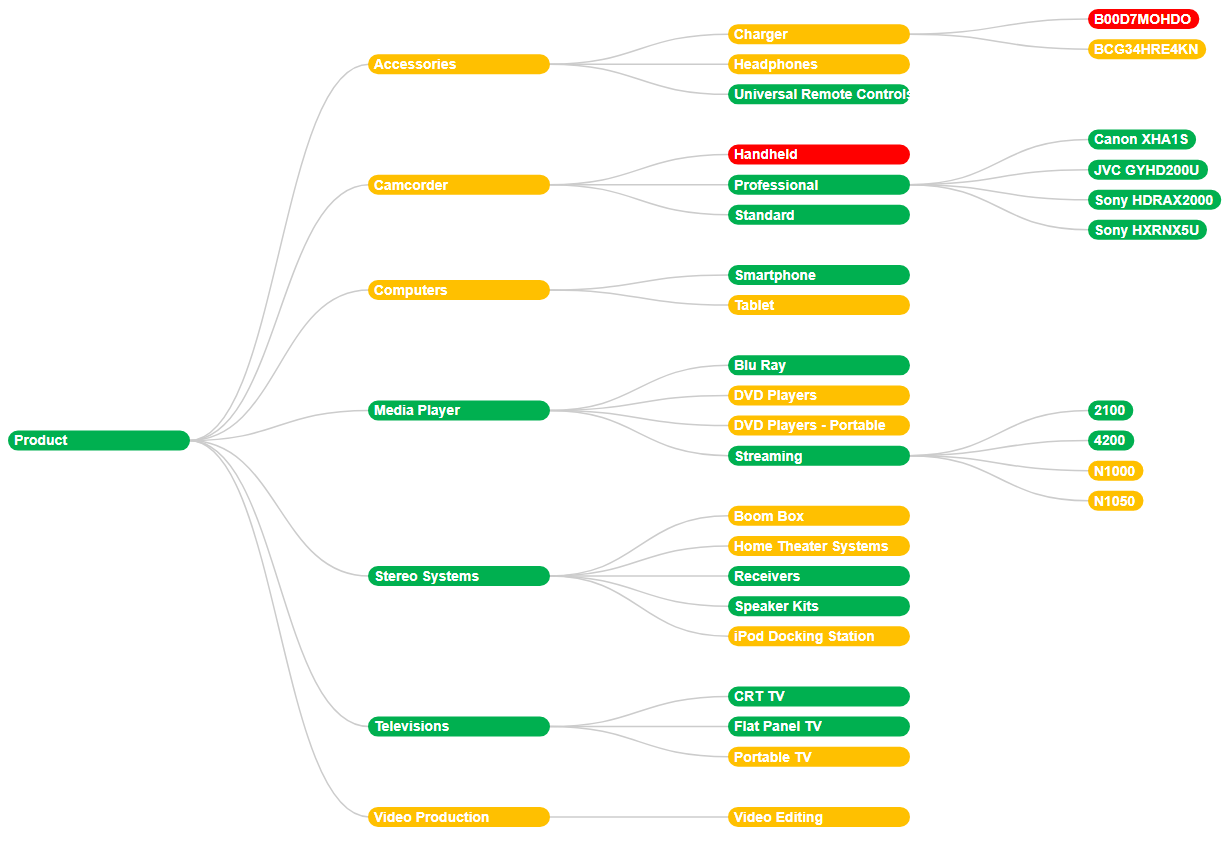 Product
Accessories
Charger
B00D7MOHDO
BCG34HRE4KN
Headphones
Universal Remote Controls
Camcorder
Handheld
Professional
Canon XHA1S
JVC GYHD200U
Sony HDRAX2000
Sony HXRNX5U
Standard
Computers
Smartphone
Tablet
Media Player
Blu Ray
DVD Players
DVD Players - Portable
Streaming
2100
4200
N1000
N1050
Stereo Systems
Boom Box
Home Theater Systems
Receivers
Speaker Kits
iPod Docking Station
Televisions
CRT TV
Flat Panel TV
Portable TV
Video Production
Video Editing